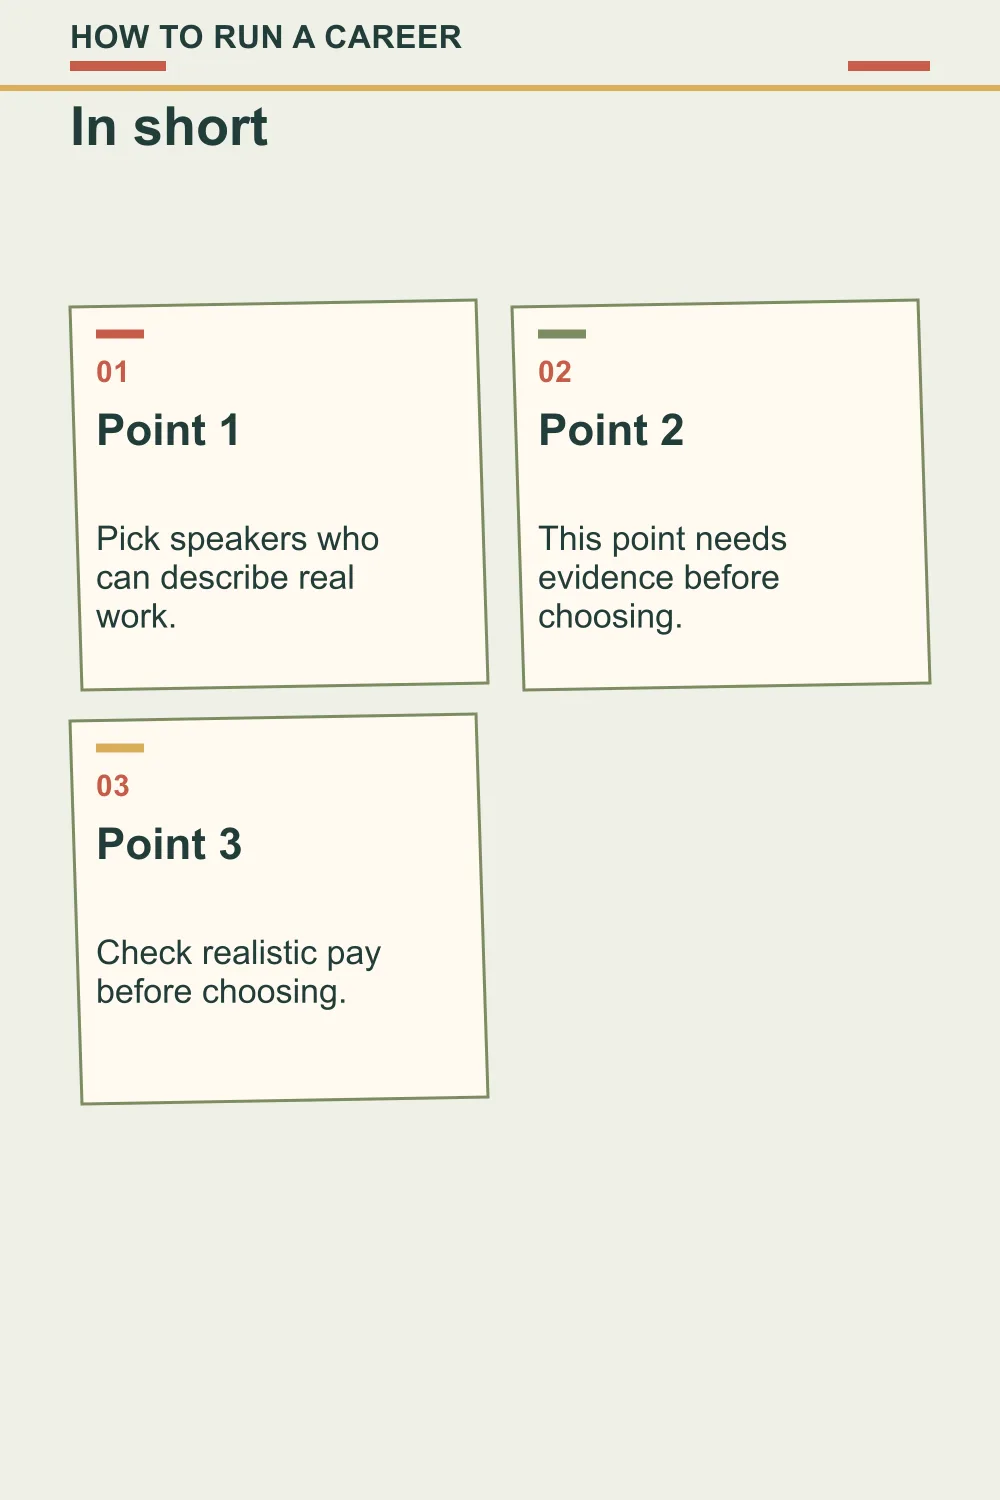 HOW TO RUN A CAREER
In short
01
Point 1
Pick speakers who
can describe real
work.
02
Point 2
This point needs
evidence before
choosing.
03
Point 3
Check realistic pay
before choosing.